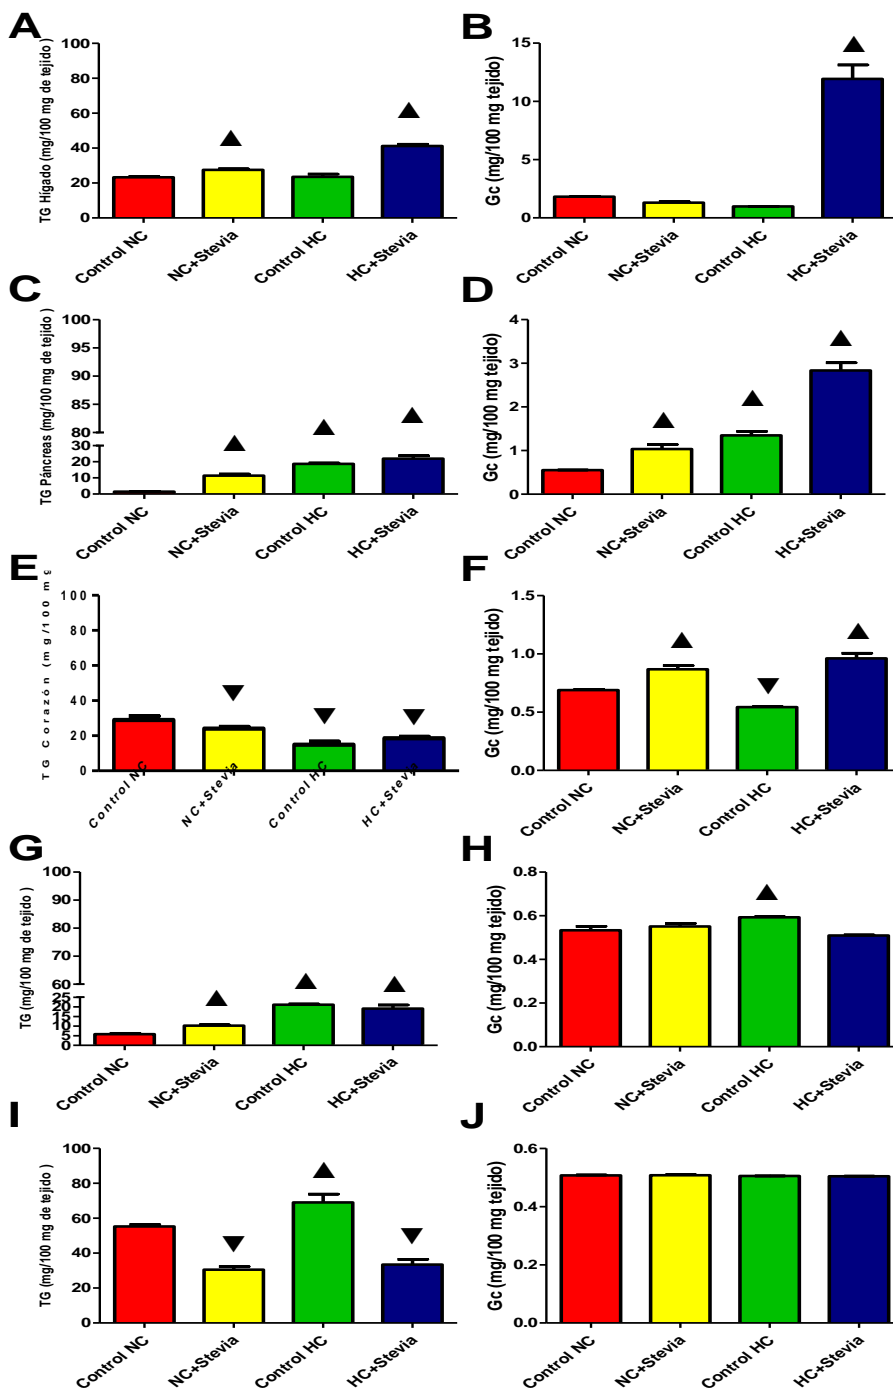 A
TG Hígado (mg/100 mg de tejido )
100
80
60
40
20
0
Control NC
NC+Stevia
Control HC
HC+Stevia
B
Gc (mg/100 mg tejido)
15
10
5
0
Control NC
NC+Stevia
Control HC
HC+Stevia
C
TG Páncreas (mg/100 mg de tejido )
100
95
90
85
80
30
20
10
0
Control NC
NC+Stevia
Control HC
HC+Stevia
D
Gc (mg/100 mg tejido)
4
3
2
1
0
Control NC
NC+Stevia
Control HC
HC+Stevia
E
TG Corazón (mg/100 mg
100
80
60
40
20
0
Control NC
NC+Stevia
Control HC
HC+Stevia
F
Gc (mg/100 mg tejido)
1.5
1.0
0.5
0.0
Control NC
NC+Stevia
Control HC
HC+Stevia
G
TG (mg/100 mg de tejido )
100
90
80
70
60
25
20
15
10
5
0
Control NC
NC+Stevia
Control HC
HC+Stevia
H
Gc (mg/100 mg tejido)
0.8
0.6
0.4
0.2
0.0
Control NC
NC+Stevia
Control HC
HC+Stevia
I
TG (mg/100 mg de tejido )
100
80
60
40
20
0
Control NC
NC+Stevia
Control HC
HC+Stevia
J
Gc (mg/100 mg tejido)
0.6
0.4
0.2
0.0
Control NC
NC+Stevia
Control HC
HC+Stevia